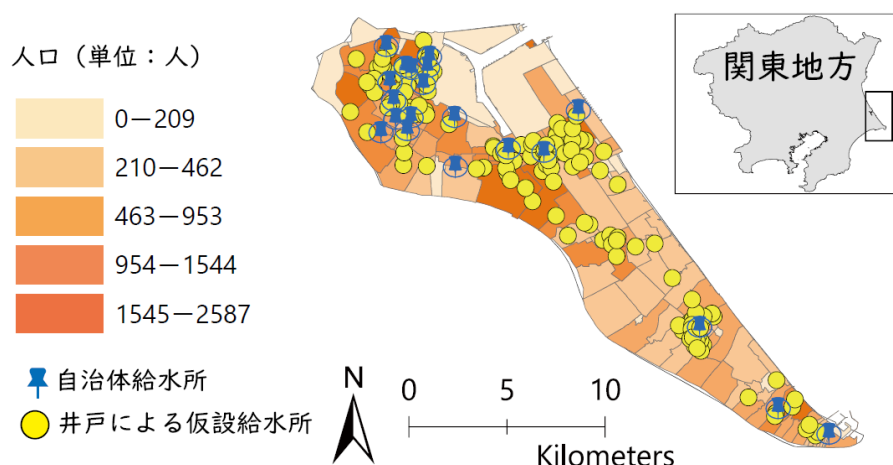 人口（単位：人）
0－209
210－462
463－953
954－1544
1545－2587
自治体給水所
井戸による仮設給水所
N
0 5 10
Kilometers
関東地方